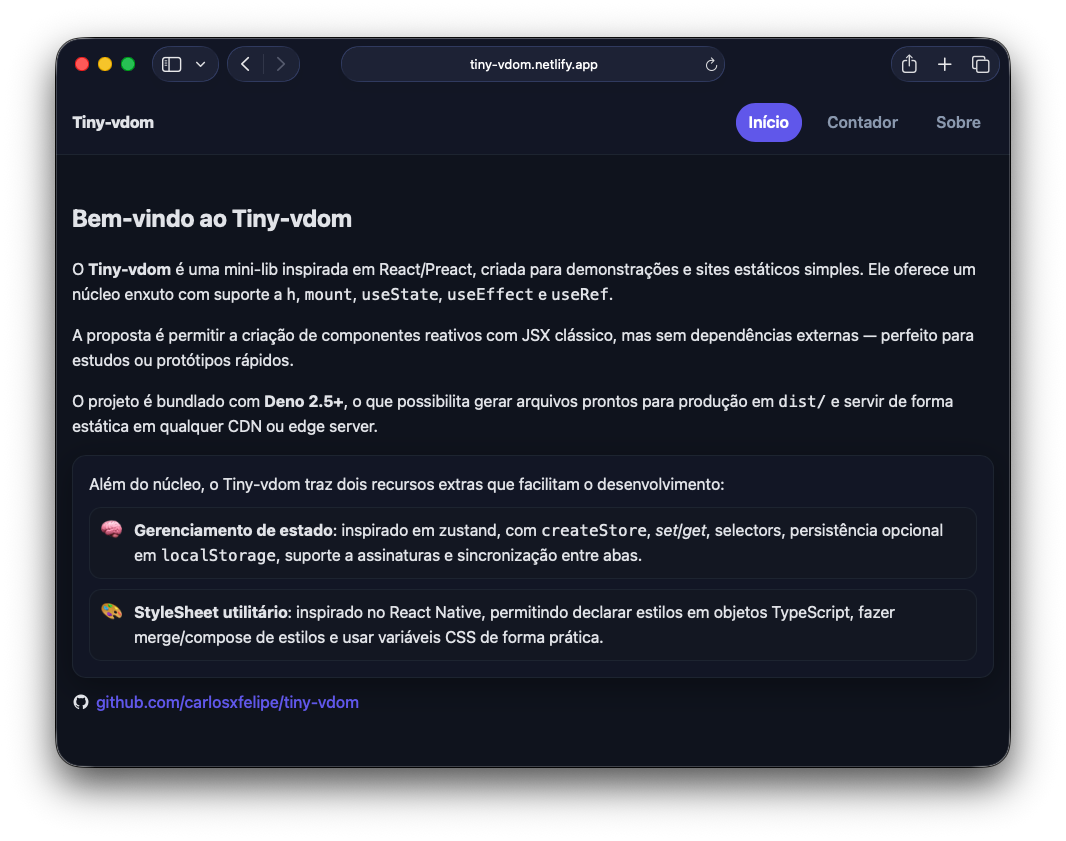 tiny-vdom.netlify.app
Tiny-vdom
Início
Contador
Sobre
Bem-vindo ao Tiny-vdom
O Tiny-vdom é uma mini-lib inspirada em React/Preact, criada para demonstrações e sites estáticos simples. Ele oferece um
núcleo enxuto com suporte a h, mount, useState, useEffect e useRef.
A proposta é permitir a criação de componentes reativos com JSX clássico, mas sem dependências externas — perfeito para
estudos ou protótipos rápidos.
O projeto é bundlado com Deno 2.5+, o que possibilita gerar arquivos prontos para produção em dist/ e servir de forma
estática em qualquer CDN ou edge server.
Além do núcleo, o Tiny-vdom traz dois recursos extras que facilitam o desenvolvimento:
🧠 Gerenciamento de estado: inspirado em zustand, com createStore, set/get, selectors, persistência opcional
em localStorage, suporte a assinaturas e sincronização entre abas.
🎨 StyleSheet utilitário: inspirado no React Native, permitindo declarar estilos em objetos TypeScript, fazer
merge/compose de estilos e usar variáveis CSS de forma prática.
github.com/carlosxfelipe/tiny-vdom